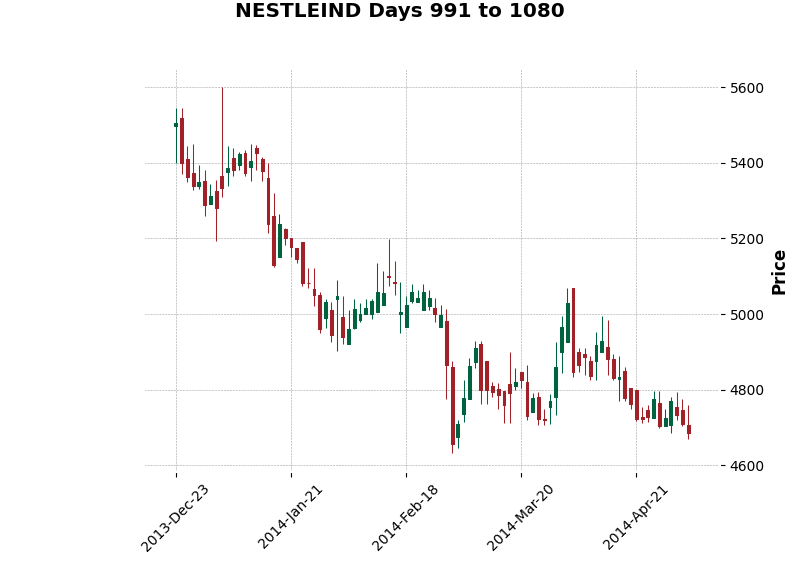 NESTLEIND Days 991 to 1080
5600
5400
5200
5000
4800
4600
Price
2013-Dec-23
2014-Jan-21
2014-Feb-18
2014-Mar-20
2014-Apr-21